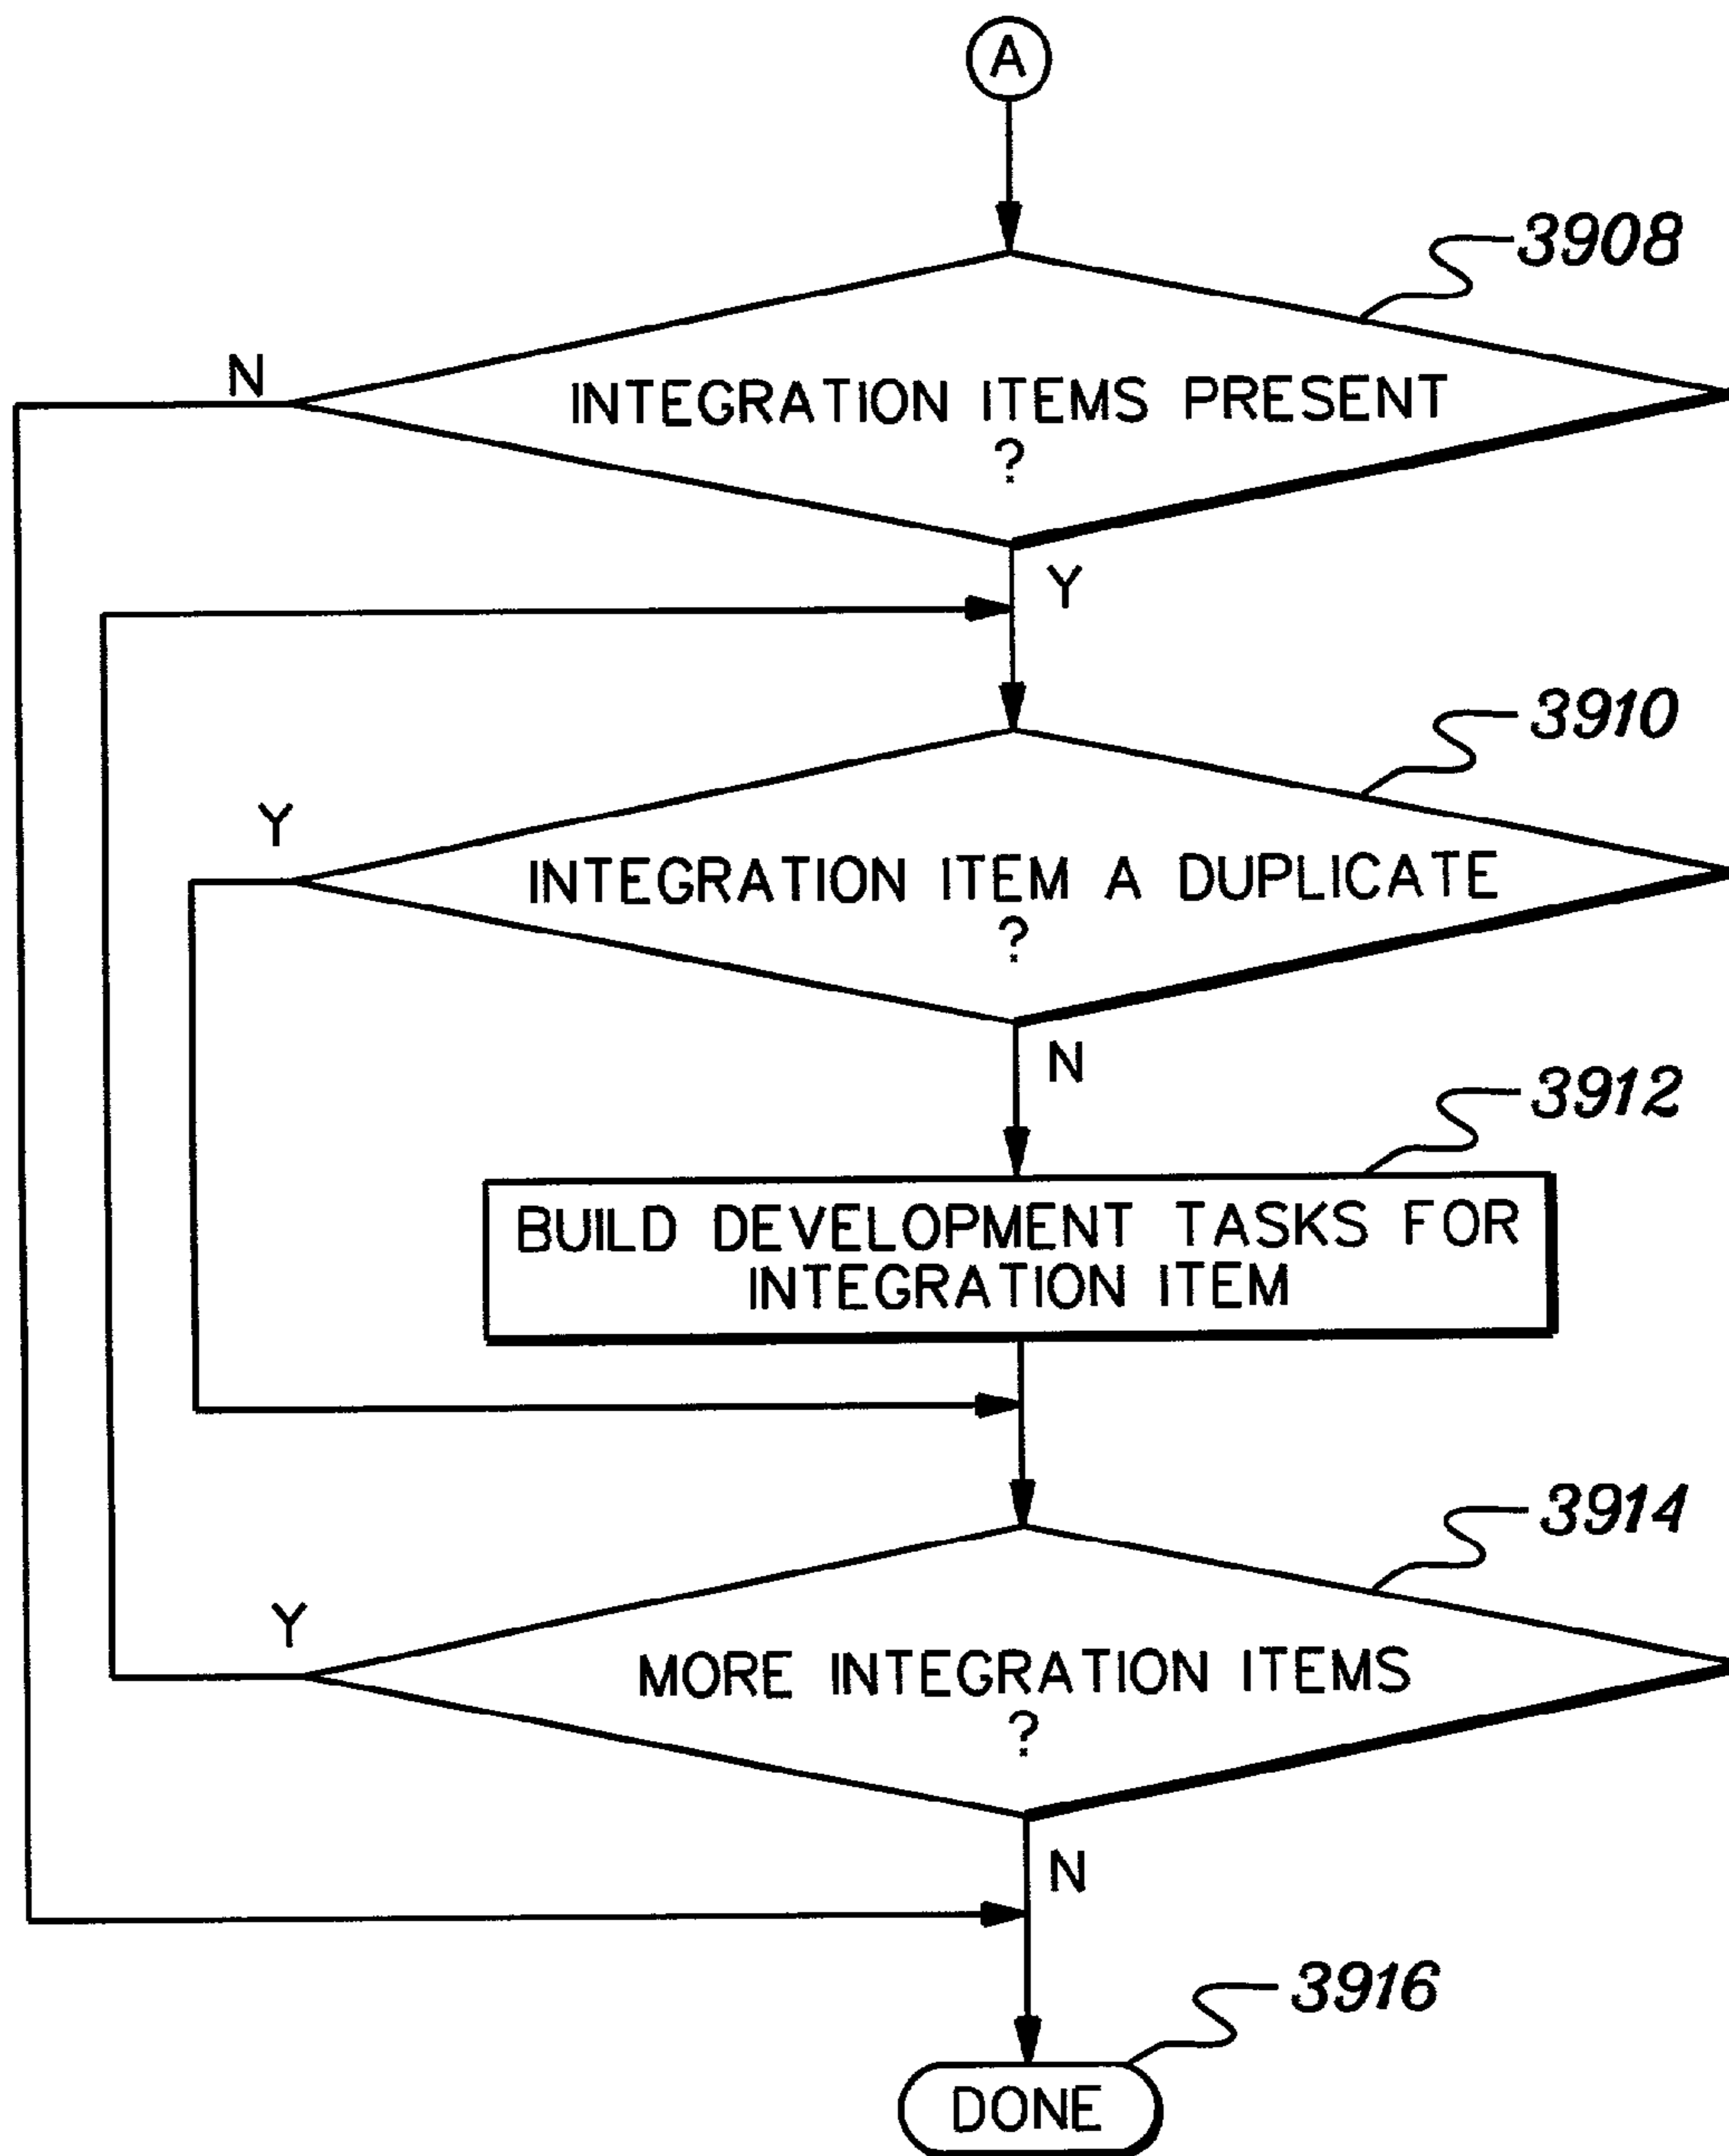 A
3908
N
INTEGRATION ITEMS PRESENT
?
Y
3910
Y
INTEGRATION ITEM A DUPLICATE
?
N
3912
BUILD DEVELOPMENT TASKS FOR
INTEGRATION ITEM
3914
Y
MORE INTEGRATION ITEMS
?
N
3916
DONE